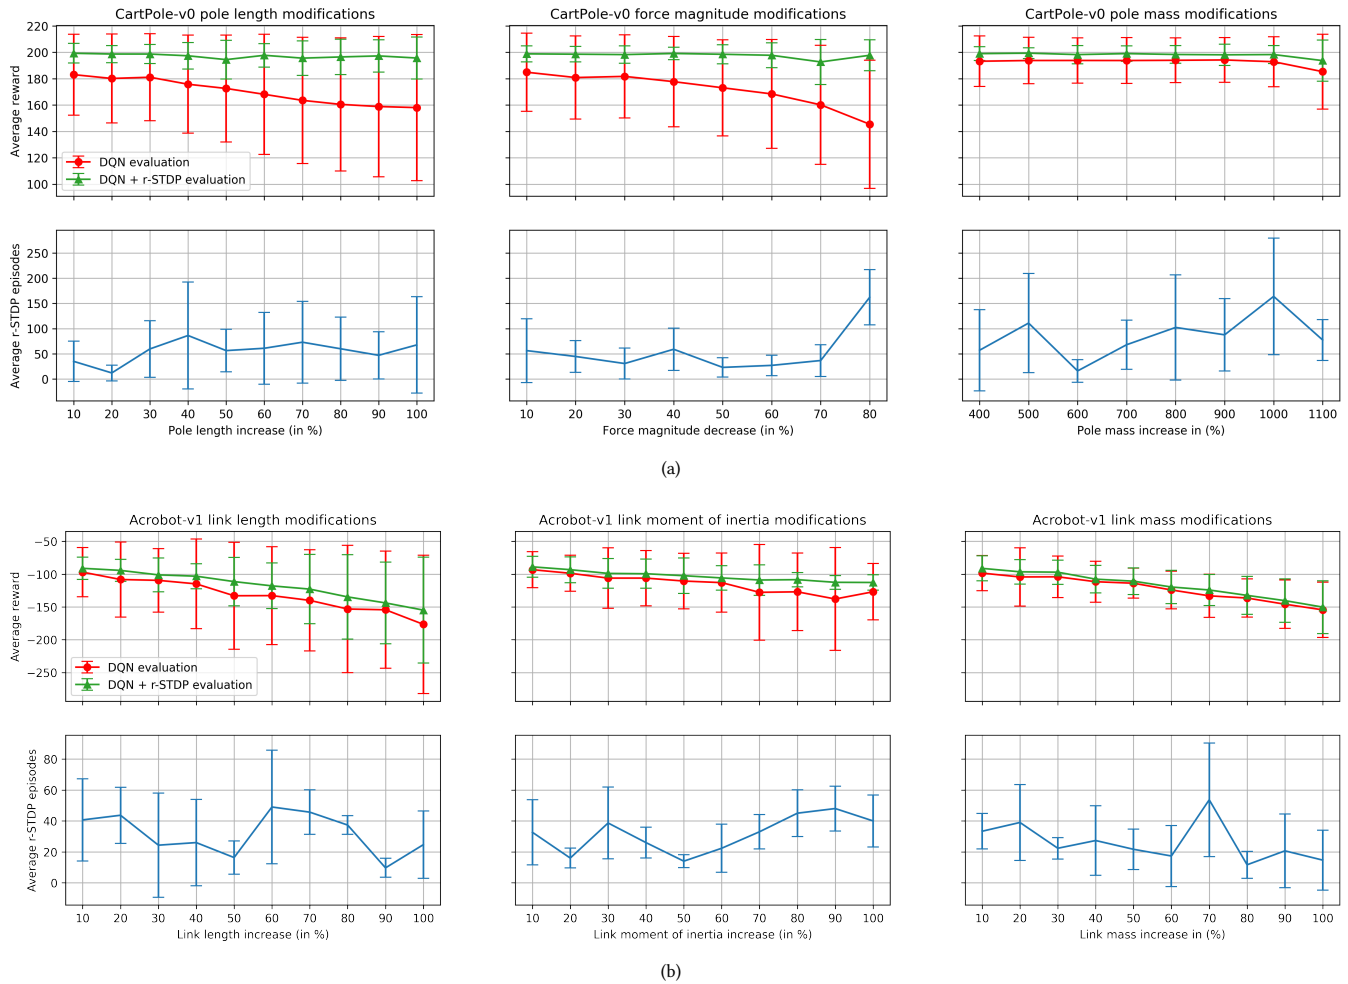 CartPole-v0 pole length modifications
CartPole-v0 force magnitude modifications
CartPole-v0 pole mass modifications
Average reward
220
200
180
160
140
120
100
DQN evaluation
DQN + r-STDP evaluation
Average r-STDP episodes
250
200
150
100
50
0
10 20 30 40 50 60 70 80 90 100
10 20 30 40 50 60 70 80
400 500 600 700 800 900 1000 1100
Pole length increase (in %)
Force magnitude decrease (in %)
Pole mass increase in (%)
(a)
Acrobot-v1 link length modifications
Acrobot-v1 link moment of inertia modifications
Acrobot-v1 link mass modifications
Average reward
−50
−100
−150
−200
−250
DQN evaluation
DQN + r-STDP evaluation
Average r-STDP episodes
80
60
40
20
0
10 20 30 40 50 60 70 80 90 100
10 20 30 40 50 60 70 80 90 100
10 20 30 40 50 60 70 80 90 100
Link length increase (in %)
Link moment of inertia increase (in %)
Link mass increase in (%)
(b)